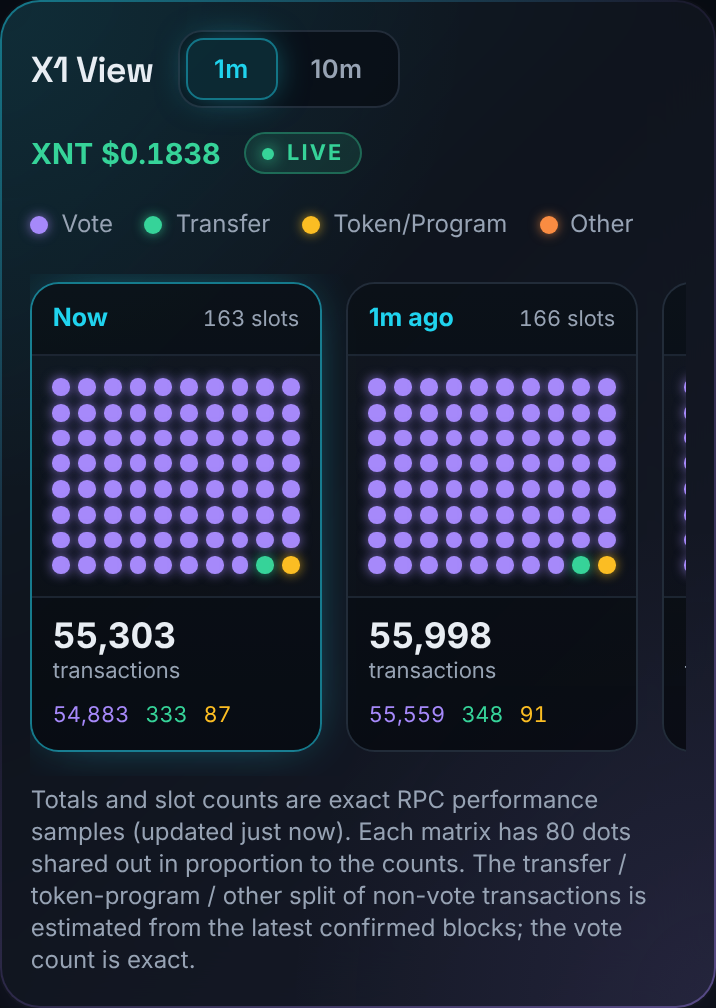 X1 View 1m 10m
XNT $0.1838 LIVE
Vote Transfer Token/Program Other
Now 163 slots
55,303
transactions
54,883 333 87
1m ago 166 slots
55,998
transactions
55,559 348 91
Totals and slot counts are exact RPC performance
samples (updated just now). Each matrix has 80 dots
shared out in proportion to the counts. The transfer /
token-program / other split of non-vote transactions is
estimated from the latest confirmed blocks; the vote
count is exact.